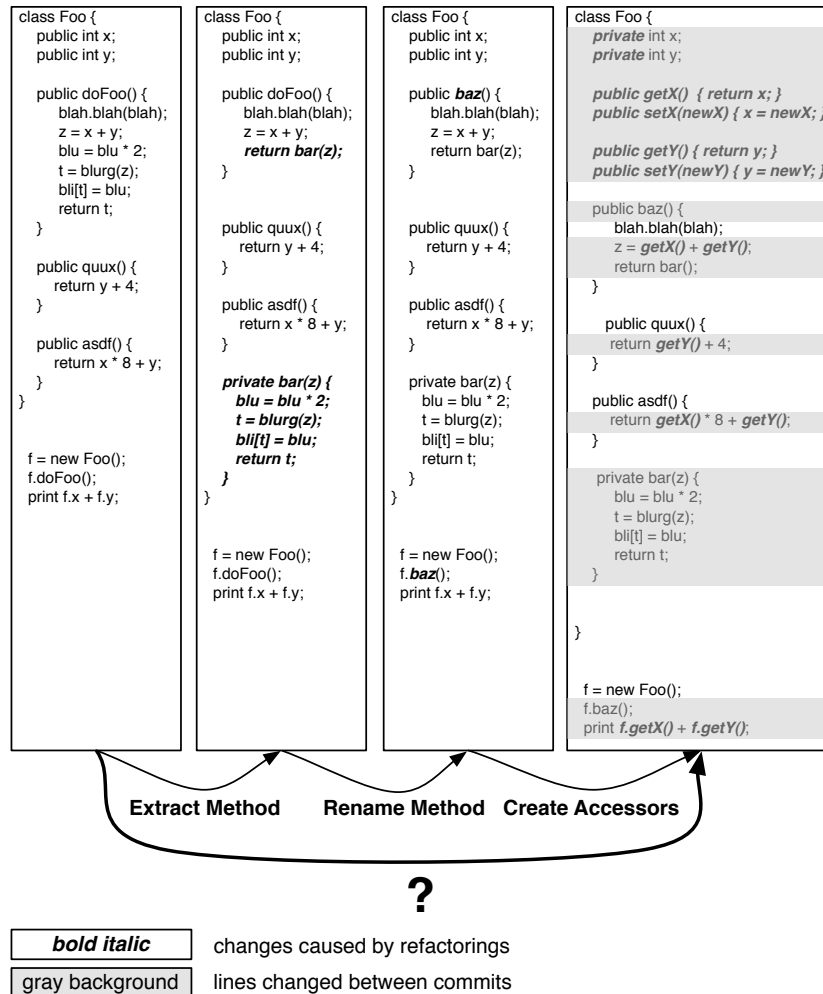 class Foo {
public int x;
public int y;
public doFoo() {
blah.blah(blah);
z = x + y;
blu = blu * 2;
t = blurg(z);
bli[t] = blu;
return t;
}
public quux() {
return y + 4;
}
public asdf() {
return x * 8 + y;
}
}
f = new Foo();
f.doFoo();
print f.x + f.y;
class Foo {
public int x;
public int y;
public doFoo() {
blah.blah(blah);
z = x + y;
return bar(z);
}
public quux() {
return y + 4;
}
public asdf() {
return x * 8 + y;
}
private bar(z) {
blu = blu * 2;
t = blurg(z);
bli[t] = blu;
return t;
}
}
f = new Foo();
f.doFoo();
print f.x + f.y;
class Foo {
public int x;
public int y;
public baz() {
blah.blah(blah);
z = x + y;
return bar(z);
}
public quux() {
return y + 4;
}
public asdf() {
return x * 8 + y;
}
private bar(z) {
blu = blu * 2;
t = blurg(z);
bli[t] = blu;
return t;
}
}
f = new Foo();
f.baz();
print f.x + f.y;
class Foo {
private int x;
private int y;
public getX() { return x; }
public setX(newX) { x = newX; }
public getY() { return y; }
public setY(newY) { y = newY; }
public baz() {
blah.blah(blah);
z = getX() + getY();
return bar();
}
public quux() {
return getY() + 4;
}
public asdf() {
return getX() * 8 + getY();
}
private bar(z) {
blu = blu * 2;
t = blurg(z);
bli[t] = blu;
return t;
}
}
f = new Foo();
f.baz();
print f.getX() + f.getY();
Extract Method
Rename Method
Create Accessors
?
bold italic
changes caused by refactorings
gray background
lines changed between commits